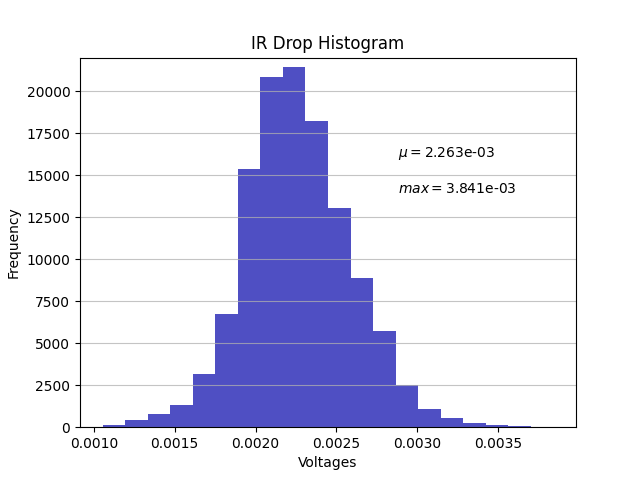 IR Drop Histogram
20000
17500
15000
12500
10000
7500
5000
2500
0
Frequency
μ = 2.263e-03
max = 3.841e-03
0.0010 0.0015 0.0020 0.0025 0.0030 0.0035
Voltages